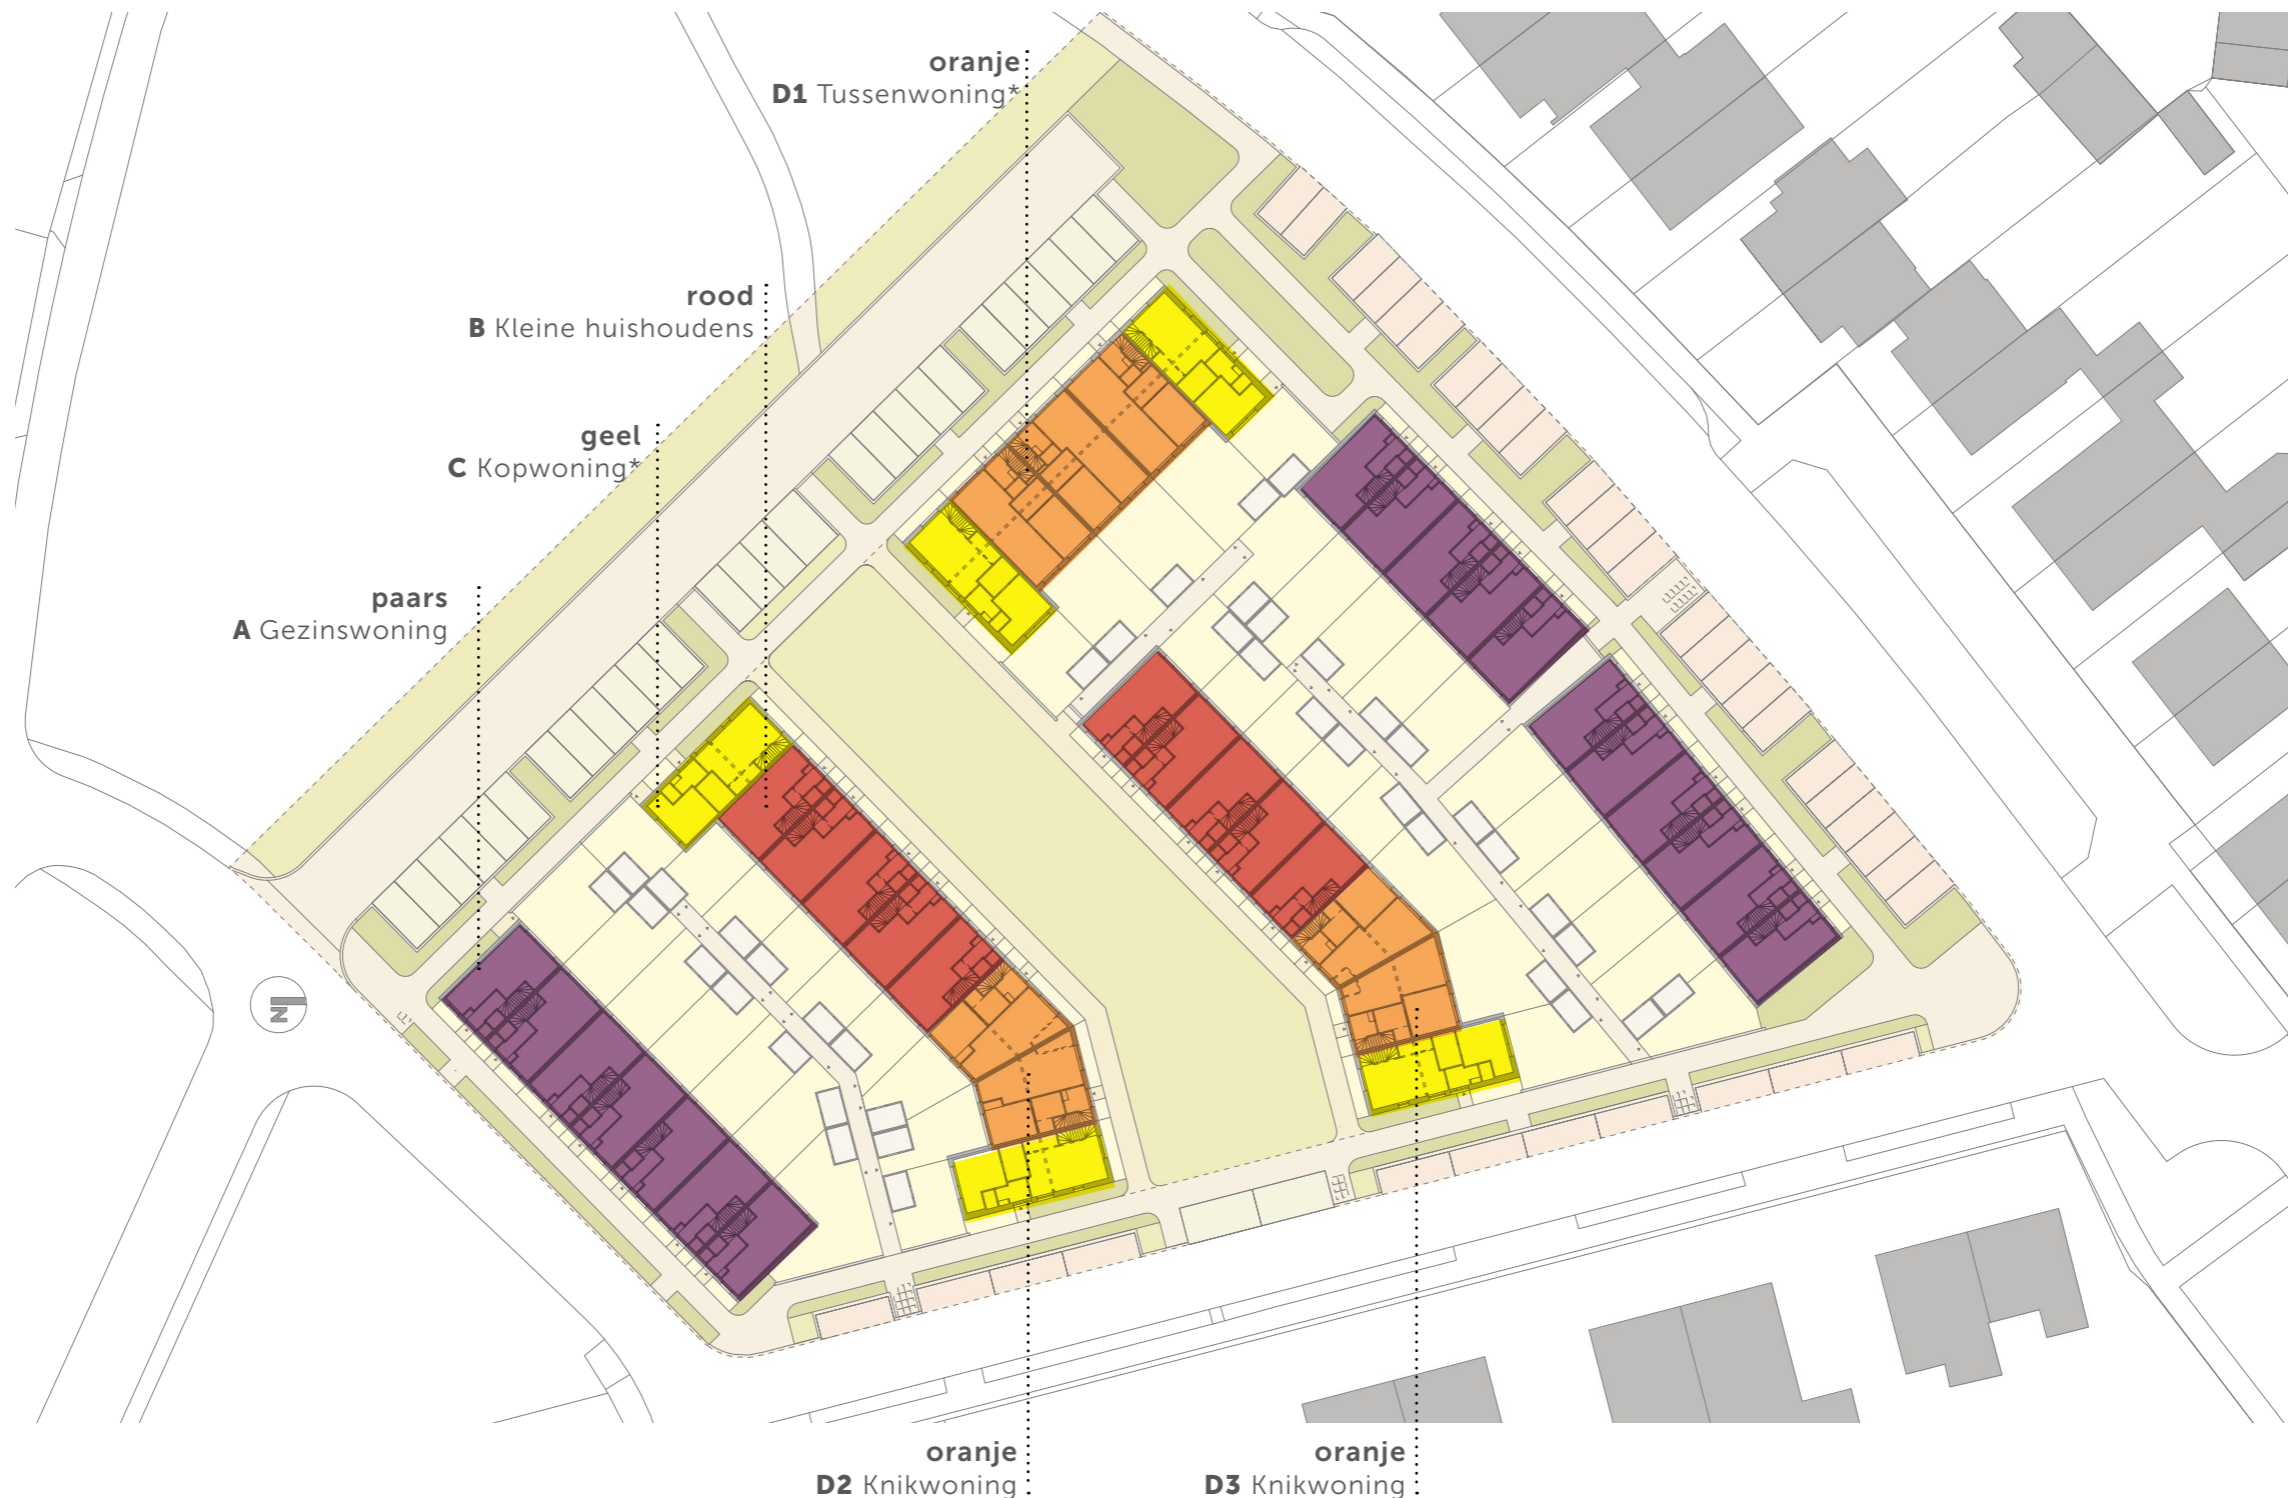 oranje
D1 Tussenwoning*
rood
B Kleine huishoudens
geel
C Kopwoning*
paars
A Gezinswoning
N
oranje
D2 Knikwoning
oranje
D3 Knikwoning